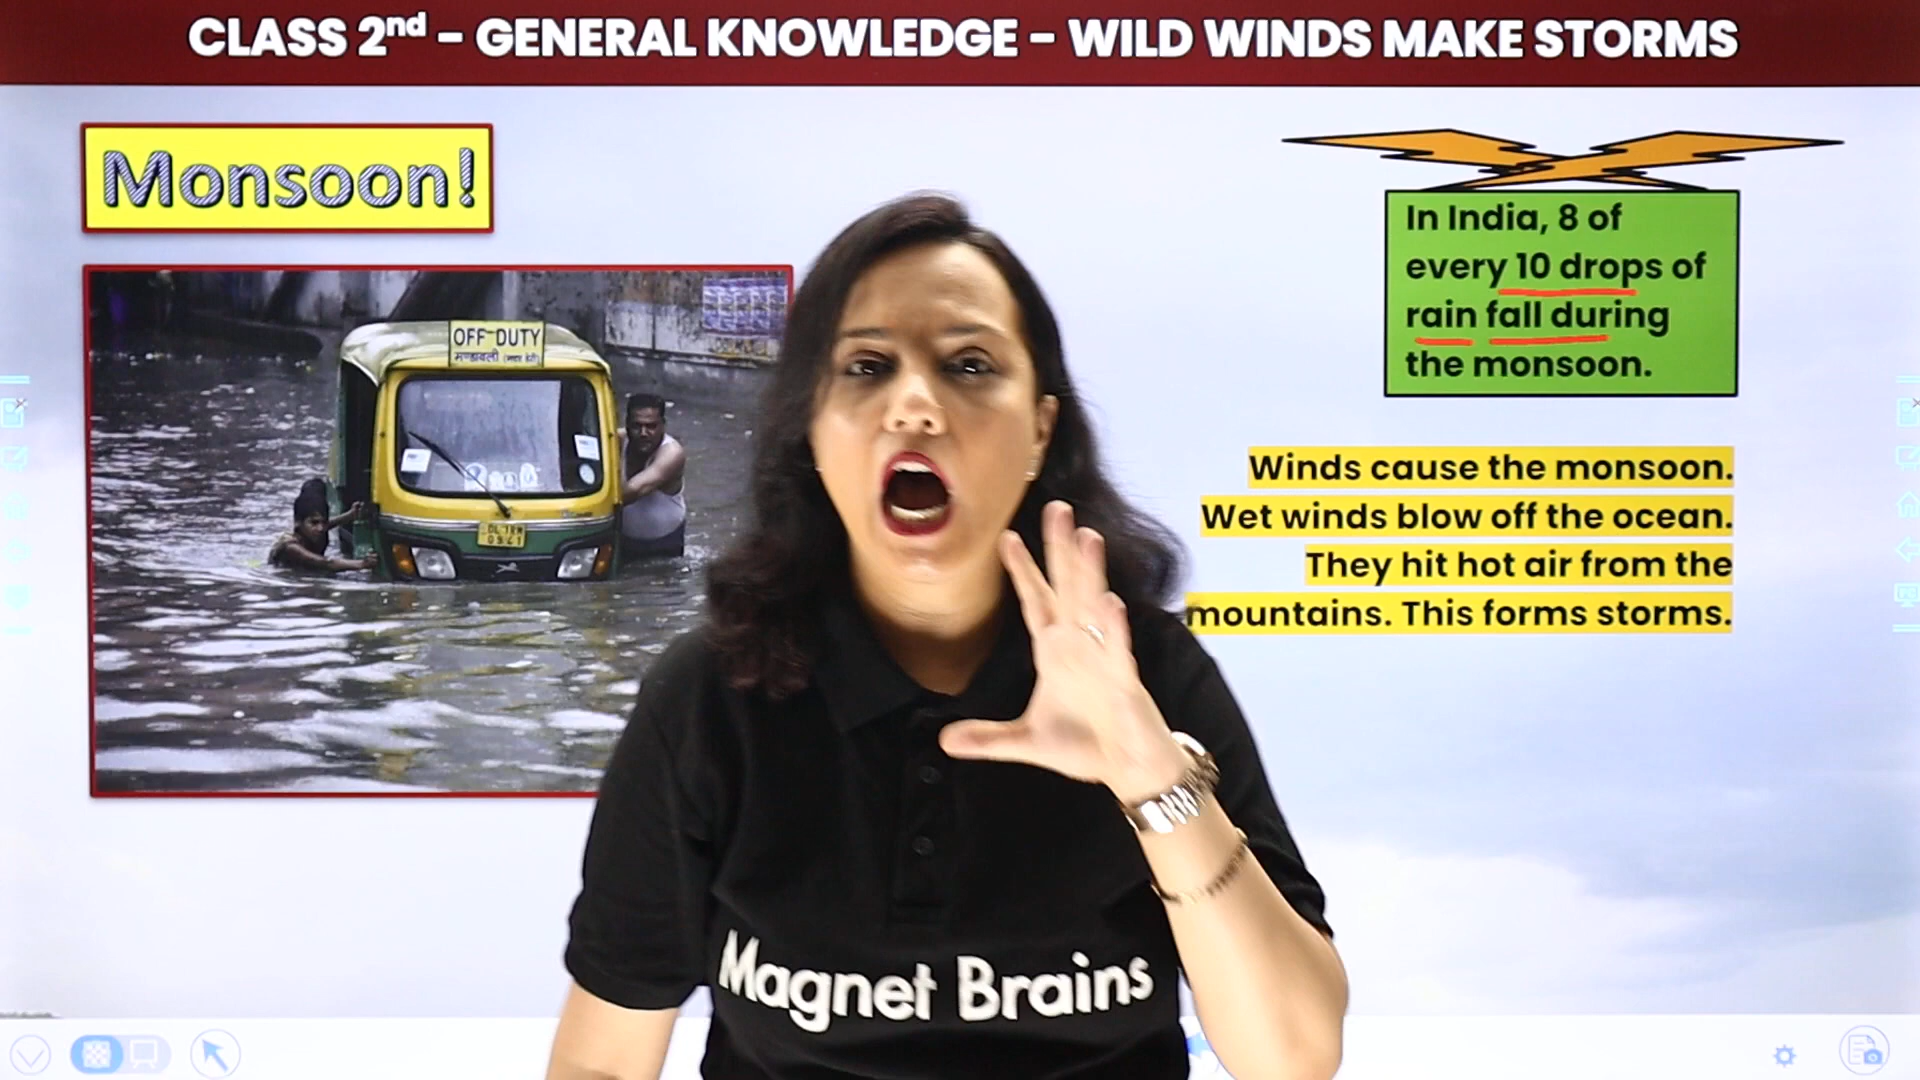 CLASS 2nd - GENERAL KNOWLEDGE - WILD WINDS MAKE STORMS
Monsoon!
In India, 8 of
every 10 drops of
rain fall during
the monsoon.
OFF DUTY
Winds cause the monsoon.
Wet winds blow off the ocean.
They hit hot air from the
mountains. This forms storms.
Magnet Brains